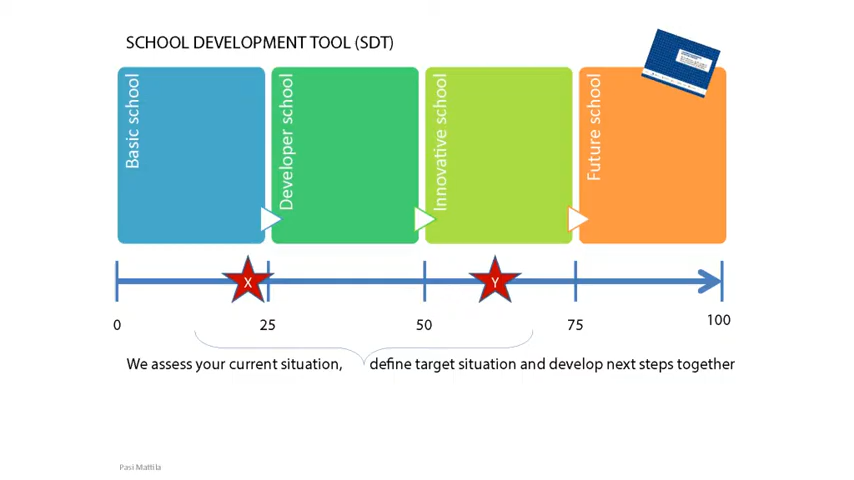 SCHOOL DEVELOPMENT TOOL (SDT)
Basic school
Developer school
Innovative school
Future school
X
Y
0
25
50
75
100
We assess your current situation, define target situation and develop next steps together
Pasi Mattila